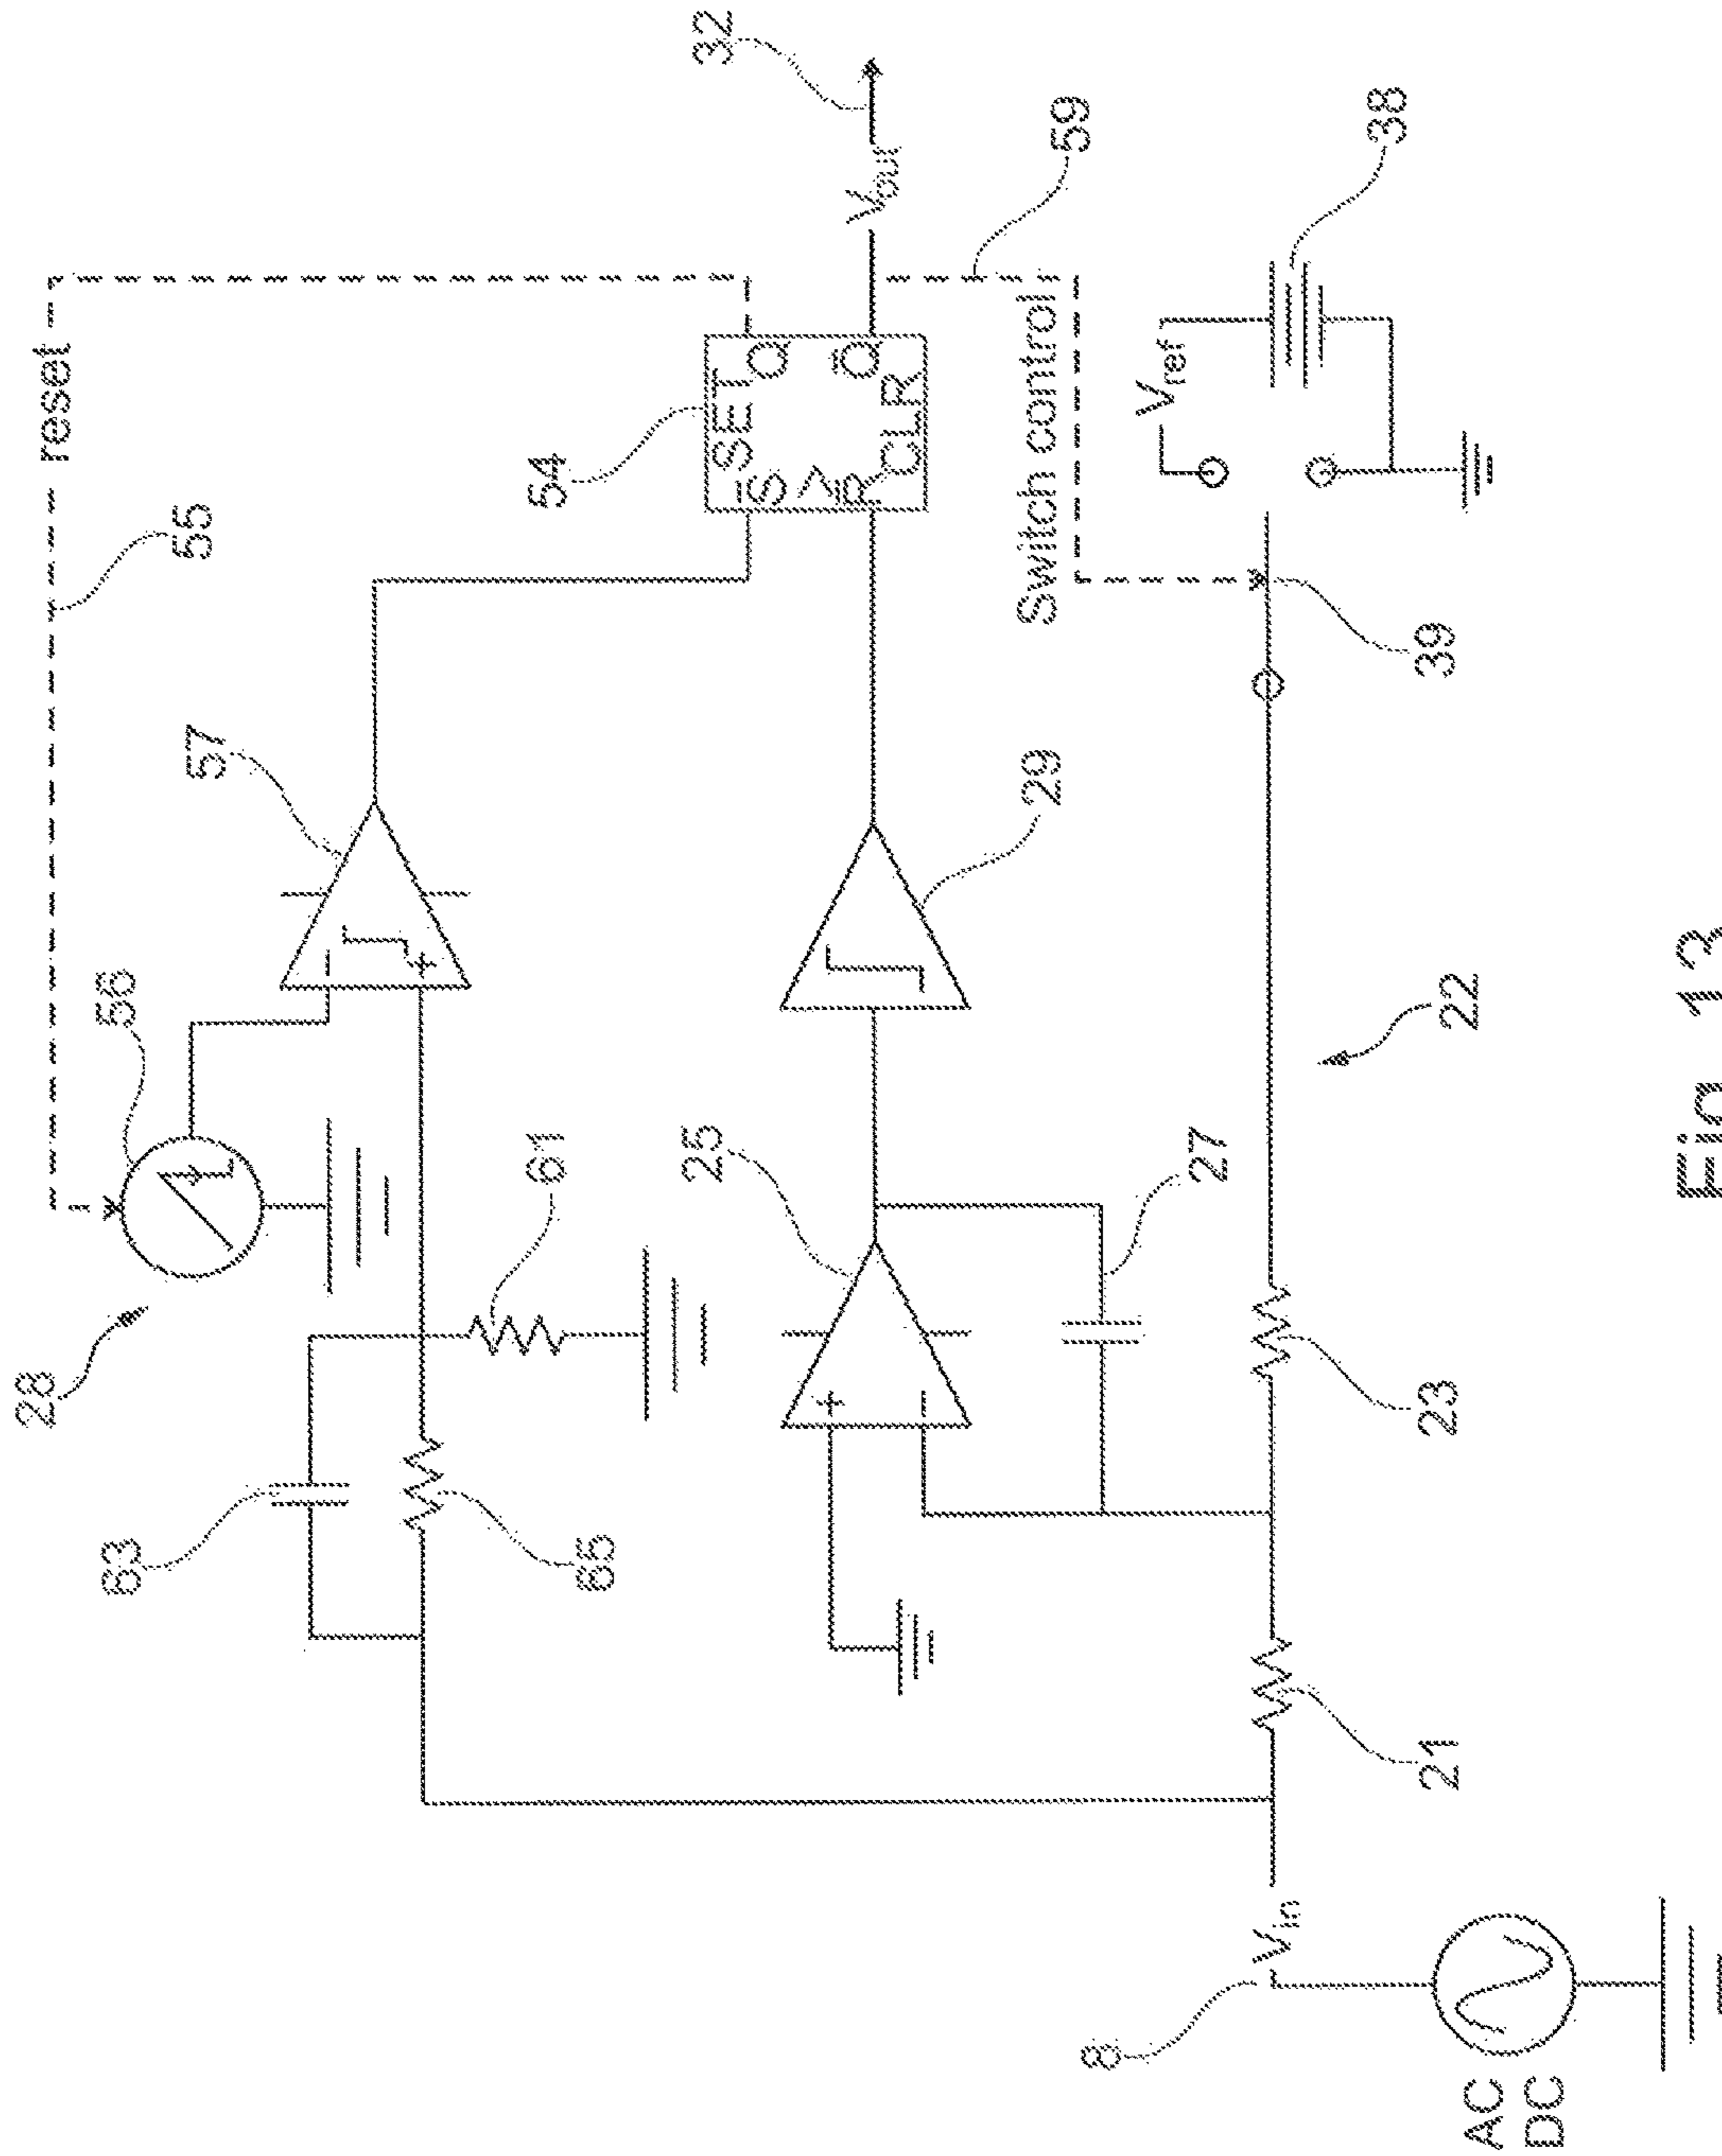 reset
55
28
56
57
63
65
61
54
S̄ SET Q
>
R̄ CLR Q̄
32
Vout
25
29
59
Switch control
27
8
Vin
21
23
39
Vref
38
22
AC
DC
Fig. 13
+
-
+
-